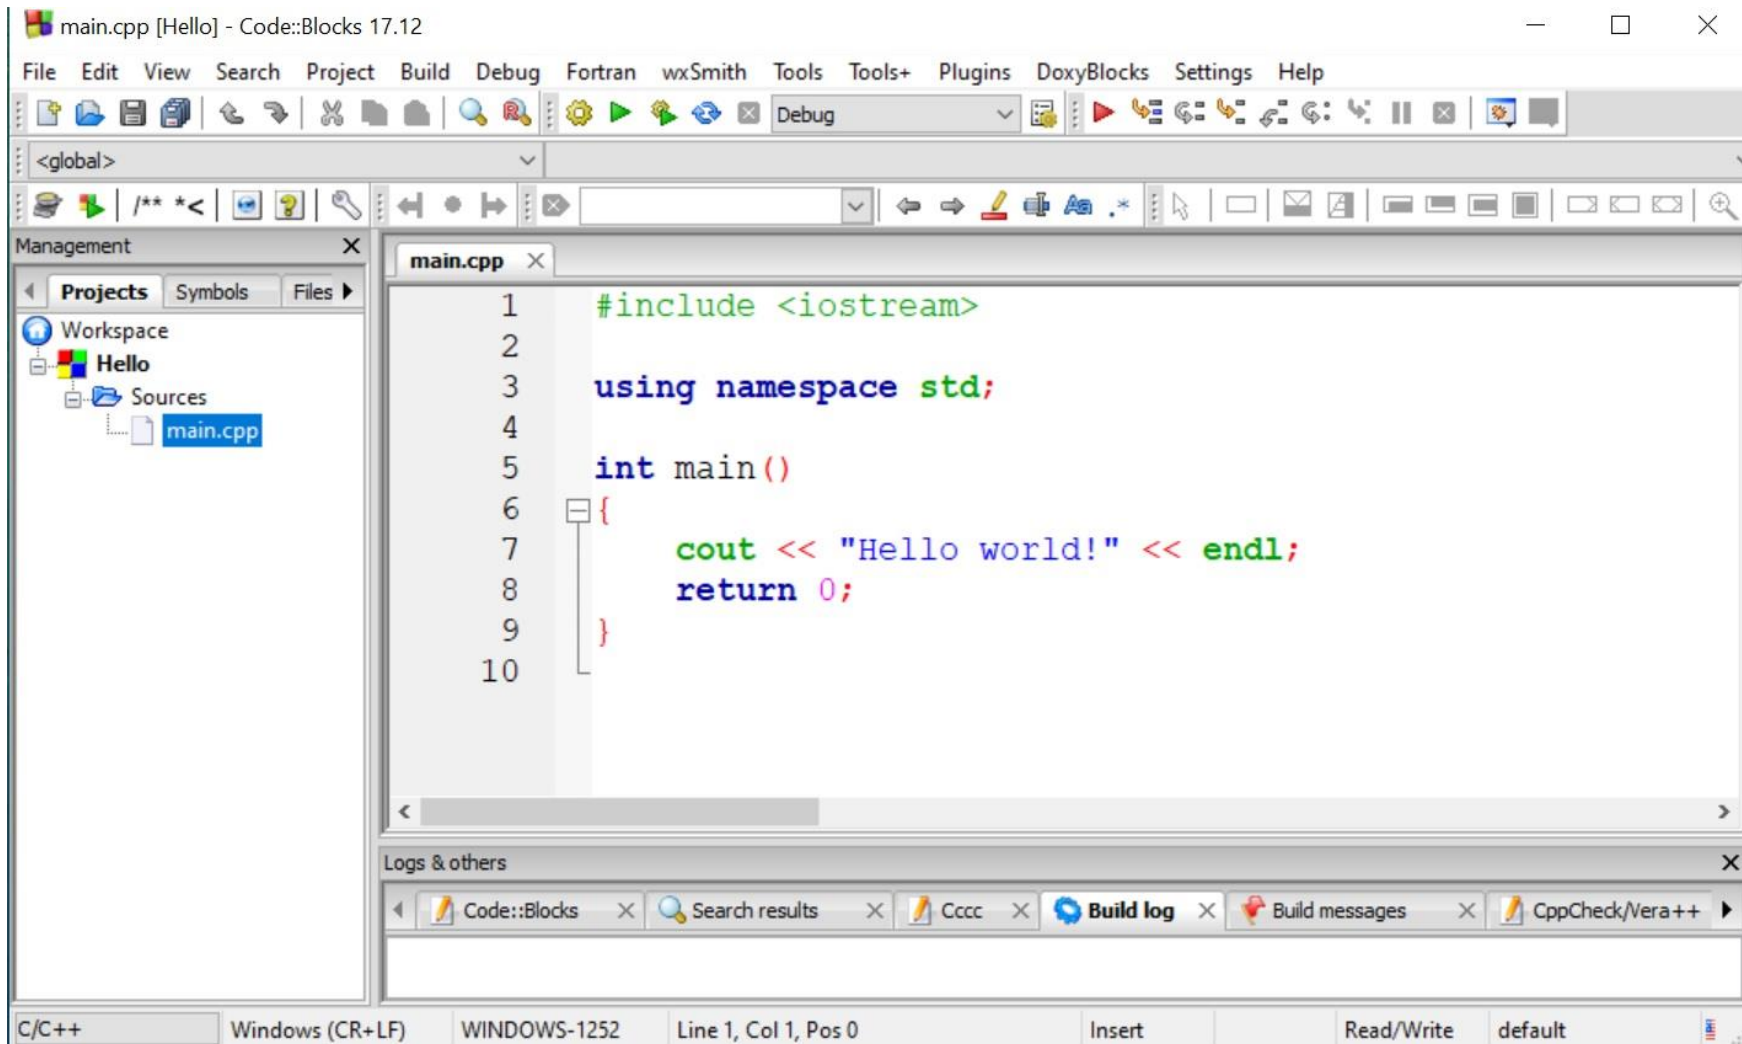 main.cpp [Hello] - Code::Blocks 17.12
File Edit View Search Project Build Debug Fortran wxSmith Tools Tools+ Plugins DoxyBlocks Settings Help
Debug
<global>
/** *<
Management
Projects Symbols Files
main.cpp
Workspace
Hello
Sources
main.cpp
1 #include <iostream>
2
3 using namespace std;
4
5 int main()
6 {
7 cout << "Hello world!" << endl;
8 return 0;
9 }
10
Logs & others
Code::Blocks Search results Cccc Build log Build messages CppCheck/Vera++
C/C++ Windows (CR+LF) WINDOWS-1252 Line 1, Col 1, Pos 0 Insert Read/Write default